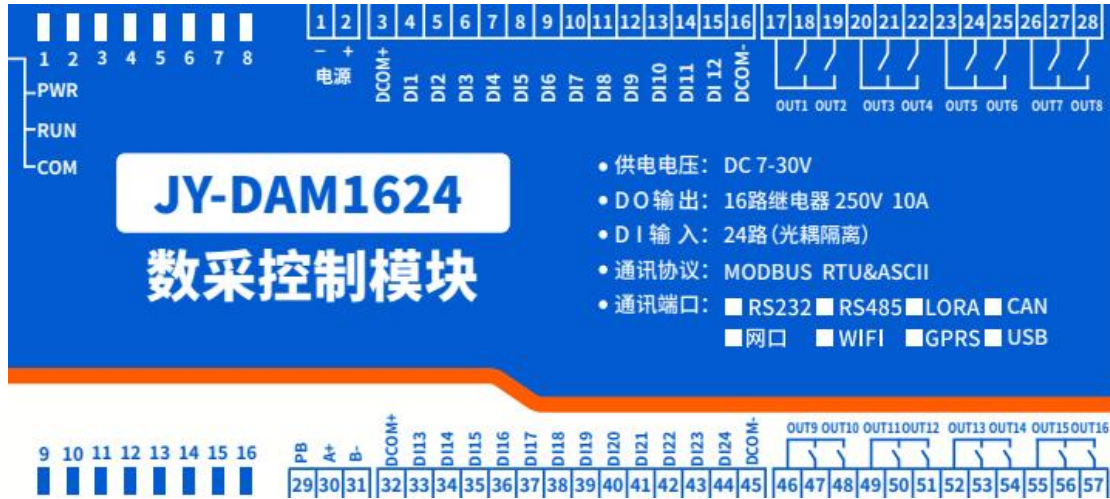 1 2 3 4 5 6 7 8 9 10 11 12 13 14 15 16 17 18 19 20 21 22 23 24 25 26 27 28
1 2 3 4 5 6 7 8
− +
电源
DCOM+ DI1 DI2 DI3 DI4 DI5 DI6 DI7 DI8 DI9 DI10 DI11 DI 12 DCOM-
OUT1 OUT2 OUT3 OUT4 OUT5 OUT6 OUT7 OUT8
PWR
RUN
COM
JY-DAM1624
数采控制模块
• 供电电压: DC 7-30V
• DO输出: 16路继电器 250V 10A
• DI输入: 24路(光耦隔离)
• 通讯协议: MODBUS RTU&ASCII
• 通讯端口: RS232 RS485 LORA CAN
网口 WIFI GPRS USB
OUT9 OUT10 OUT11 OUT12 OUT13 OUT14 OUT15 OUT16
PB A+ B- DCOM+ DI13 DI14 DI15 DI16 DI17 DI18 DI19 DI20 DI21 DI22 DI23 DI24 DCOM-
9 10 11 12 13 14 15 16
29 30 31 32 33 34 35 36 37 38 39 40 41 42 43 44 45 46 47 48 49 50 51 52 53 54 55 56 57